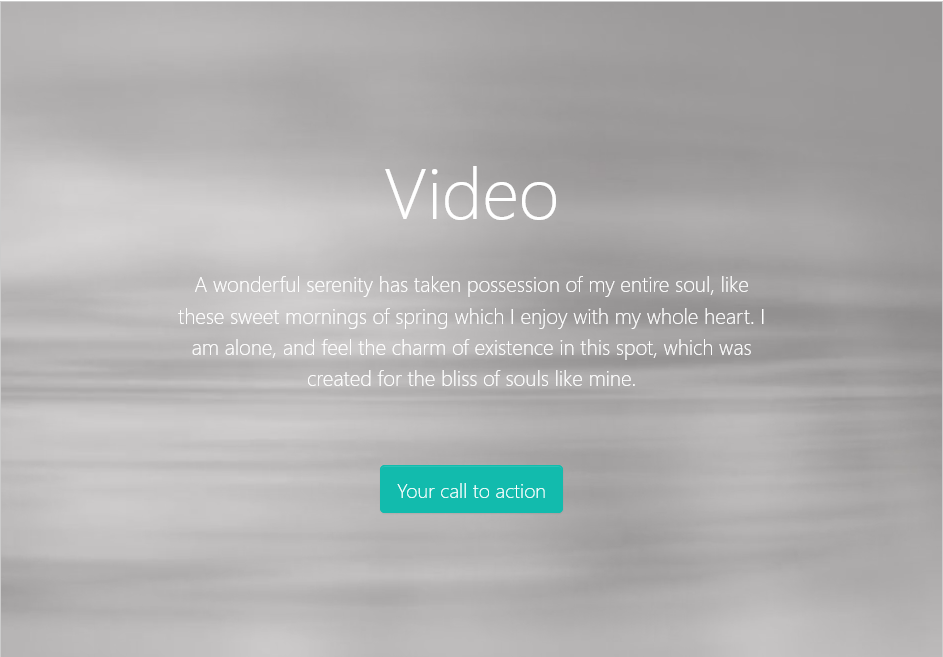 Video
A wonderful serenity has taken possession of my entire soul, like
these sweet mornings of spring which I enjoy with my whole heart. I
am alone, and feel the charm of existence in this spot, which was
created for the bliss of souls like mine.
Your call to action